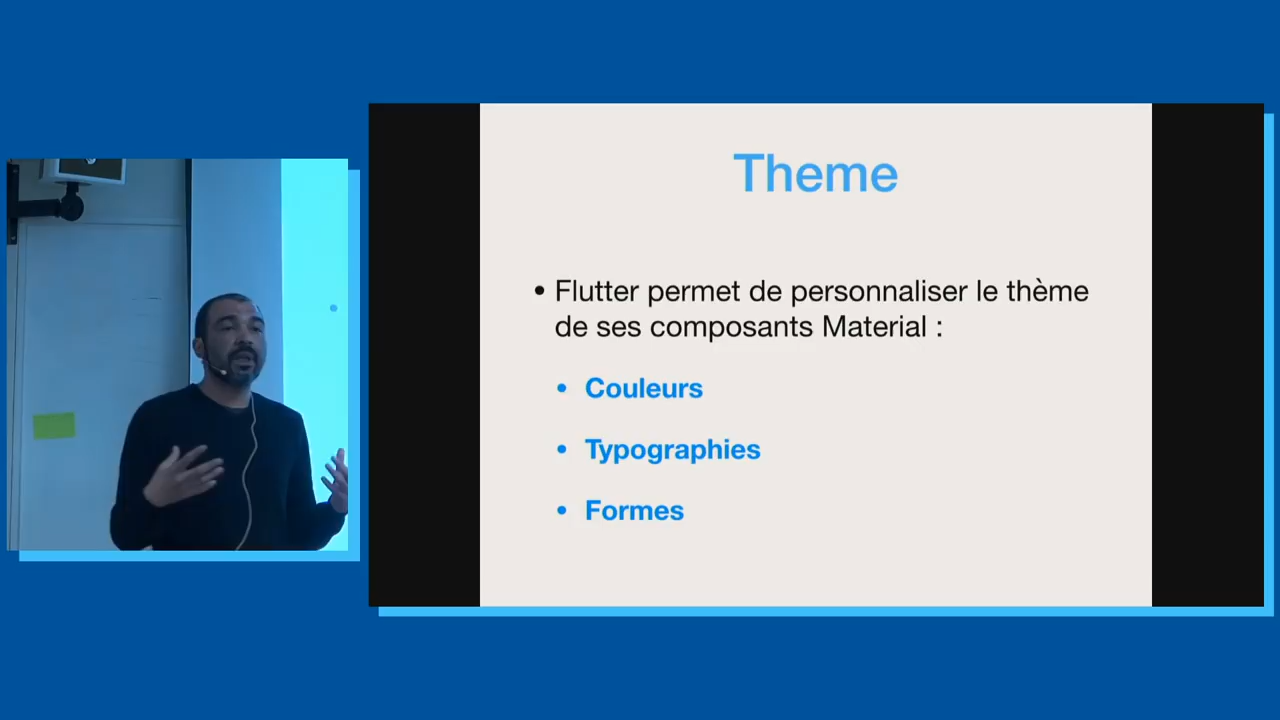 Theme
• Flutter permet de personnaliser le thème
de ses composants Material :
• Couleurs
• Typographies
• Formes